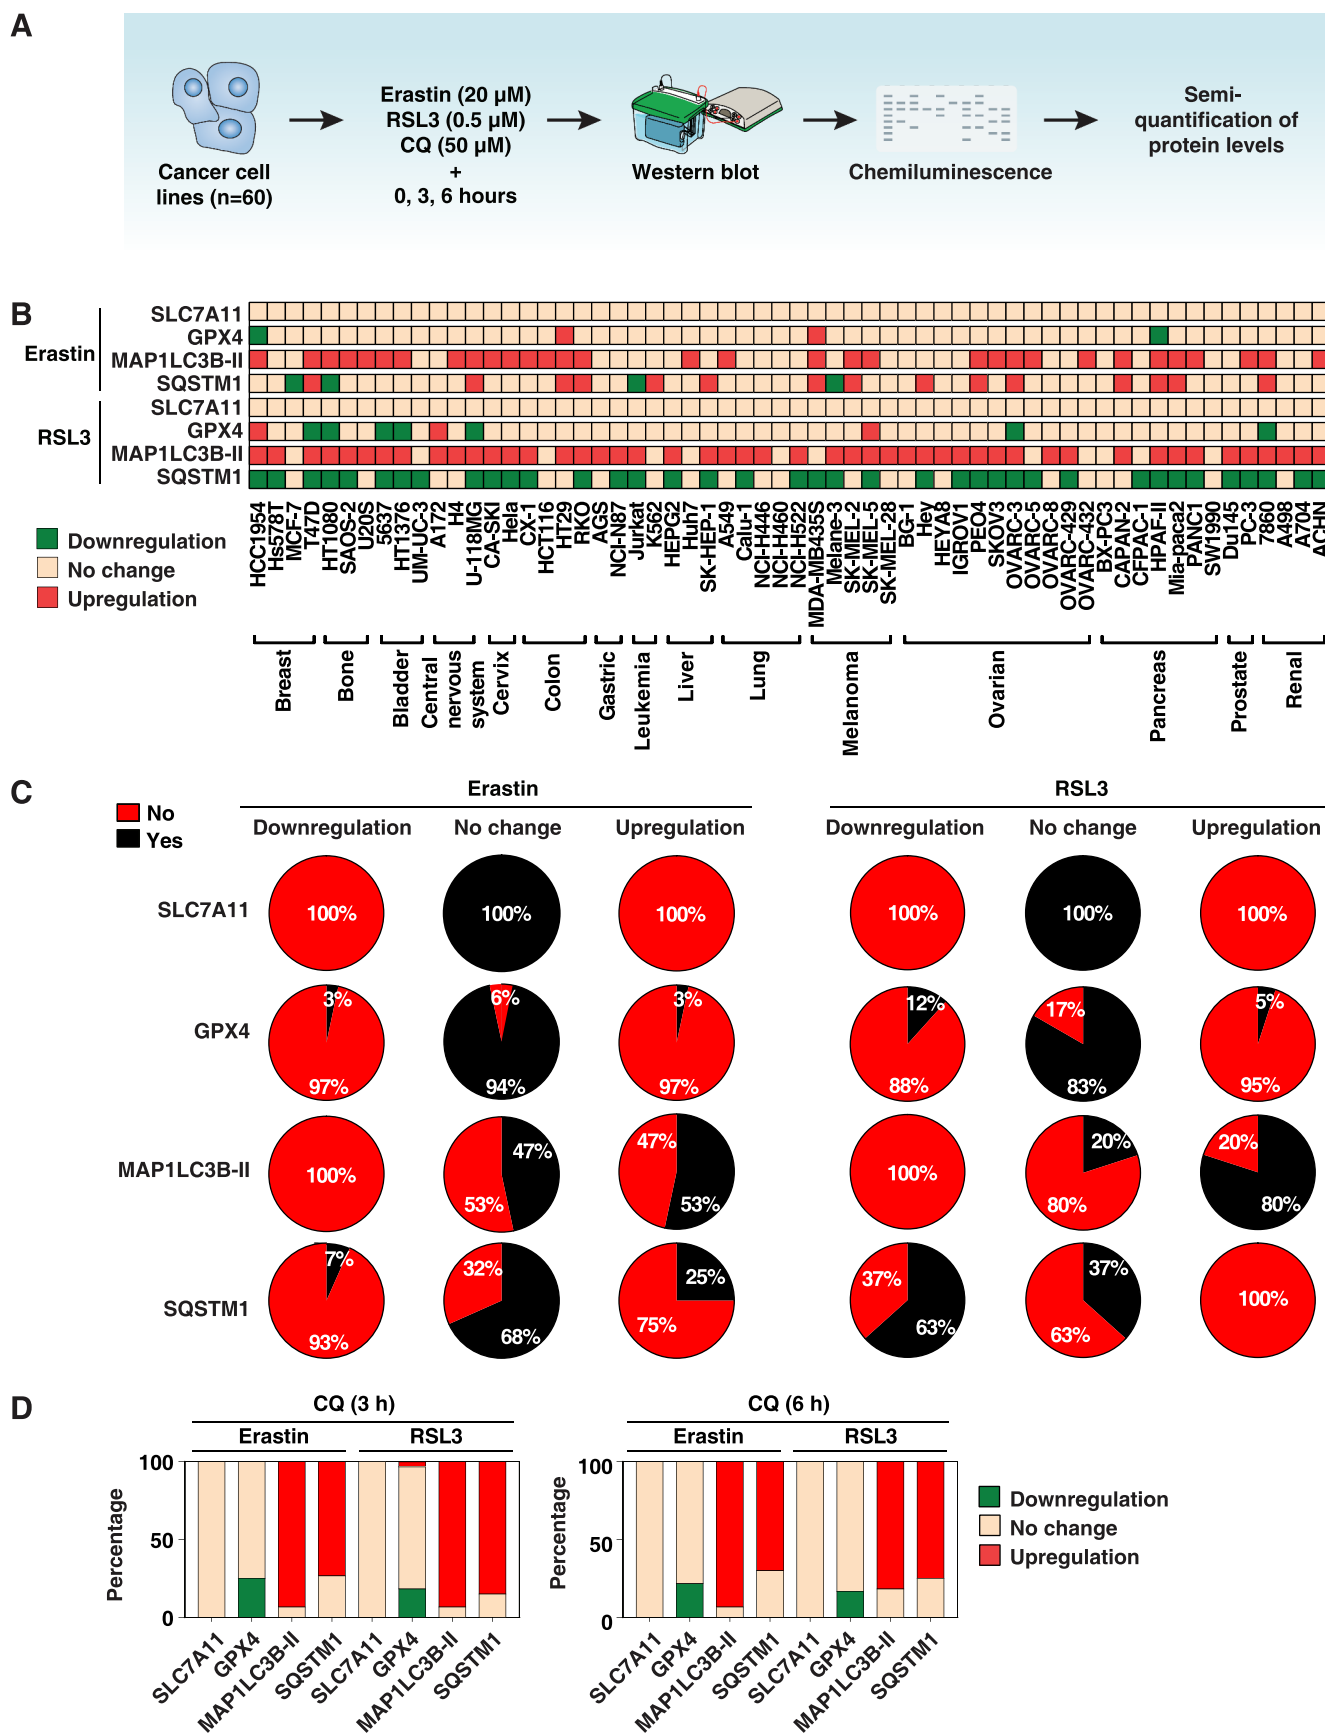 A
Cancer cell
lines (n=60)
Erastin (20 µM)
RSL3 (0.5 µM)
CQ (50 µM)
+
0, 3, 6 hours
Western blot
Chemiluminescence
Semi-
quantification of
protein levels
B
Erastin
SLC7A11
GPX4
MAP1LC3B-II
SQSTM1
RSL3
SLC7A11
GPX4
MAP1LC3B-II
SQSTM1
Downregulation
No change
Upregulation
HCC1954
Hs578T
MCF-7
T47D
HT1080
SAOS-2
U20S
5637
HT1376
UM-UC-3
A172
H4
U-118MG
CA-SKI
Hela
CX-1
HCT116
HT29
RKO
AGS
NCI-N87
Jurkat
K562
HEPG2
Huh7
SK-HEP-1
A549
Calu-1
NCI-H446
NCI-H460
NCI-H522
MDA-MB435S
Melane-3
SK-MEL-2
SK-MEL-5
SK-MEL-28
BG-1
Hey
HEYA8
IGROV1
PEO4
SKOV3
OVARC-3
OVARC-5
OVARC-8
OVARC-429
OVARC-432
BX-PC3
CAPAN-2
CFPAC-1
HPAF-II
Mia-paca2
PANC1
SW1990
Du145
PC-3
7860
A498
A704
ACHN
Breast
Bone
Bladder
Central
nervous
system
Cervix
Colon
Gastric
Leukemia
Liver
Lung
Melanoma
Ovarian
Pancreas
Prostate
Renal
C
No
Yes
Erastin
RSL3
Downregulation
No change
Upregulation
Downregulation
No change
Upregulation
SLC7A11
100%
100%
100%
100%
100%
100%
GPX4
3%
97%
6%
94%
3%
97%
12%
88%
17%
83%
5%
95%
MAP1LC3B-II
100%
47%
53%
47%
53%
100%
20%
80%
20%
80%
SQSTM1
7%
93%
32%
68%
25%
75%
37%
63%
37%
63%
100%
D
CQ (3 h)
Erastin
RSL3
Percentage
100
50
0
SLC7A11
GPX4
MAP1LC3B-II
SQSTM1
SLC7A11
GPX4
MAP1LC3B-II
SQSTM1
CQ (6 h)
Erastin
RSL3
Percentage
100
50
0
SLC7A11
GPX4
MAP1LC3B-II
SQSTM1
SLC7A11
GPX4
MAP1LC3B-II
SQSTM1
Downregulation
No change
Upregulation